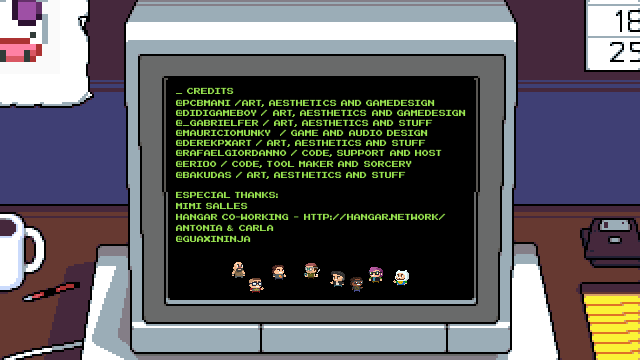 _ CREDITS
@PCBMANI /ART, AESTHETICS AND GAMEDESIGN
@DIDIGAMEBOY / ART, AESTHETICS AND GAMEDESIGN
@_GABRIELFER / ART, AESTHETICS AND STUFF
@MAURICIOMUNKY / GAME AND AUDIO DESIGN
@DEREKPXART / ART, AESTHETICS AND STUFF
@RAFAELGIORDANNO / CODE, SUPPORT AND HOST
@ERIDO / CODE, TOOL MAKER AND SORCERY
@BAKUDAS / ART, AESTHETICS AND STUFF
ESPECIAL THANKS:
MIMI SALLES
HANGAR CO-WORKING - HTTP://HANGAR.NETWORK/
ANTONIA & CARLA
@GUAXININJA
18
25